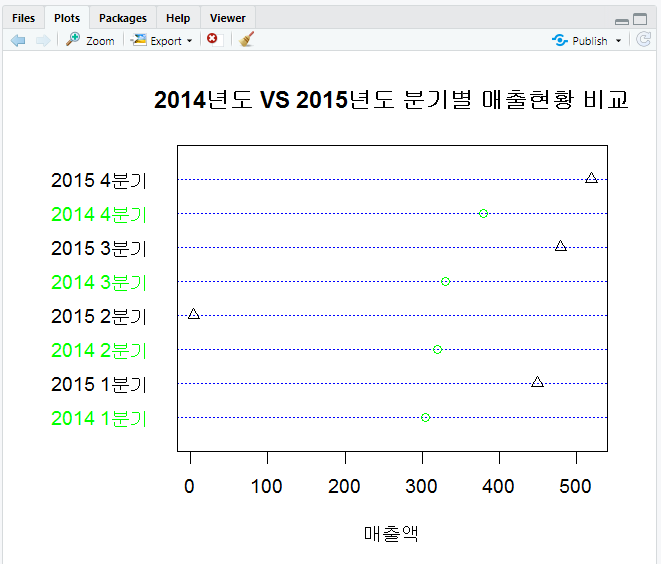 Files Plots Packages Help Viewer
Zoom Export Publish
2014년도 VS 2015년도 분기별 매출현황 비교
2015 4분기
2014 4분기
2015 3분기
2014 3분기
2015 2분기
2014 2분기
2015 1분기
2014 1분기
0 100 200 300 400 500
매출액